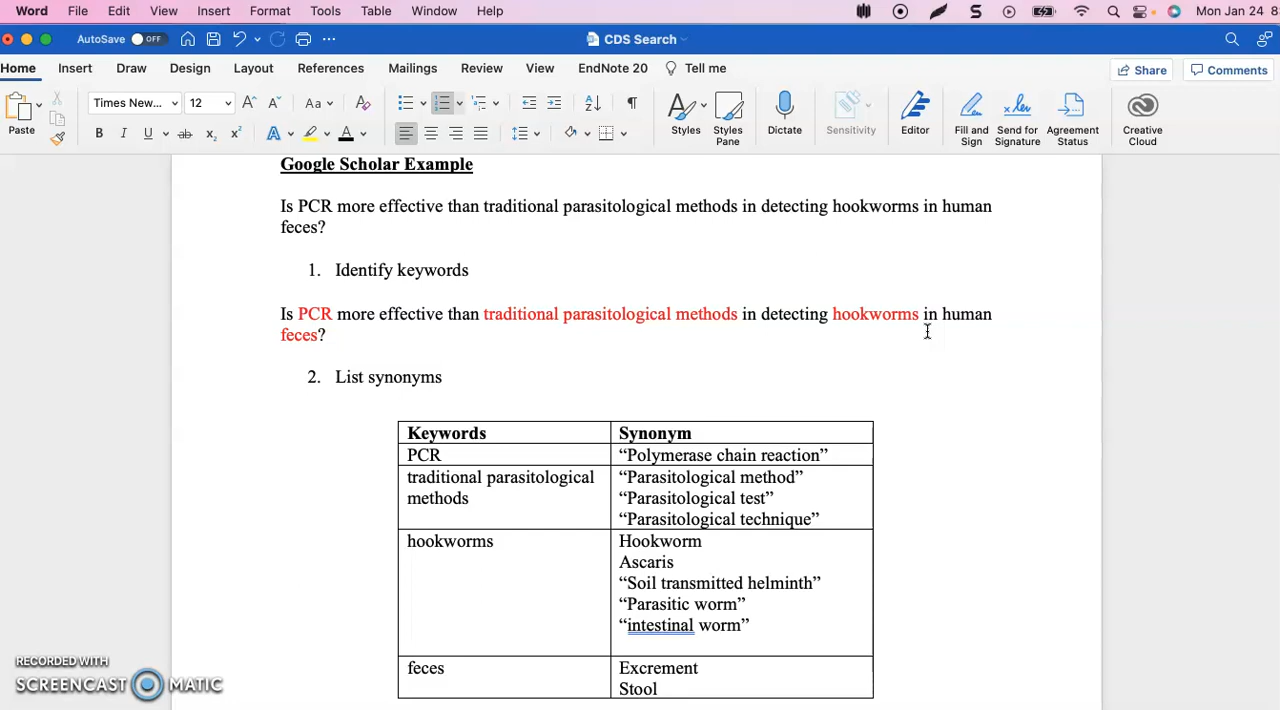 Word File Edit View Insert Format Tools Table Window Help Mon Jan 24 8
AutoSave OFF CDS Search
Home Insert Draw Design Layout References Mailings Review View EndNote 20 Tell me Share Comments
Paste Times New... 12 Aa Styles Styles Pane Dictate Sensitivity Editor Fill and Sign Send for Signature Agreement Status Creative Cloud
Google Scholar Example
Is PCR more effective than traditional parasitological methods in detecting hookworms in human
feces?
1. Identify keywords
Is PCR more effective than traditional parasitological methods in detecting hookworms in human
feces?
2. List synonyms
Keywords Synonym
PCR “Polymerase chain reaction”
traditional parasitological “Parasitological method”
methods “Parasitological test”
“Parasitological technique”
hookworms Hookworm
Ascaris
“Soil transmitted helminth”
“Parasitic worm”
“intestinal worm”
feces Excrement
Stool
RECORDED WITH
SCREENCAST MATIC